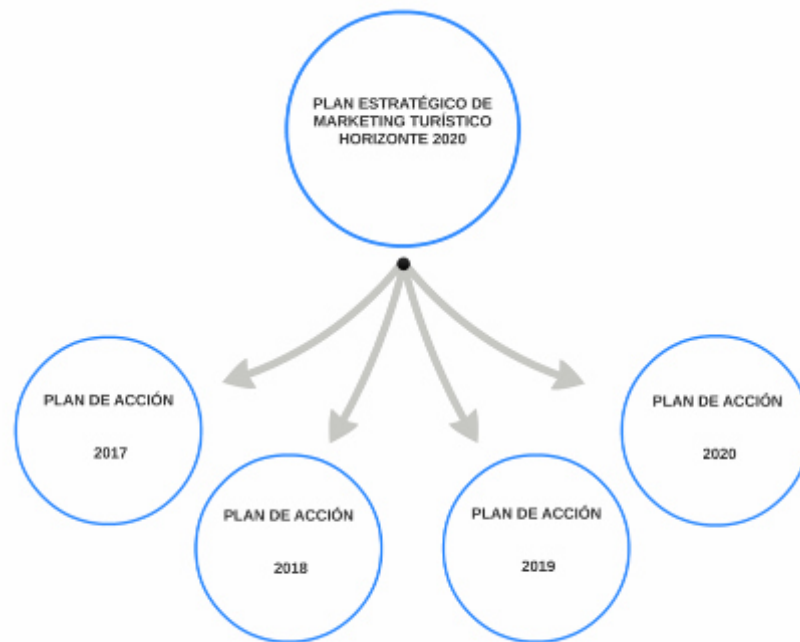 PLAN ESTRATÉGICO DE
MARKETING TURÍSTICO
HORIZONTE 2020
PLAN DE ACCIÓN
2017
PLAN DE ACCIÓN
2018
PLAN DE ACCIÓN
2019
PLAN DE ACCIÓN
2020